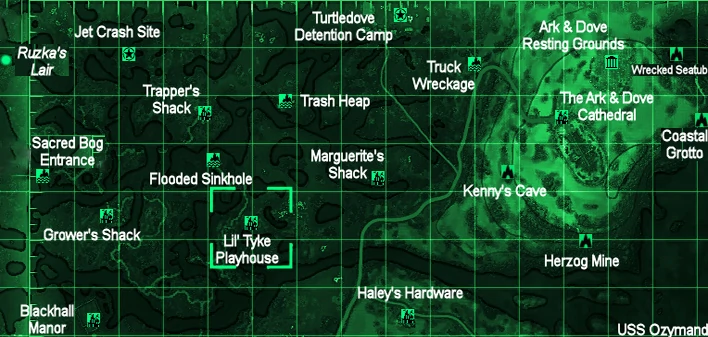 Jet Crash Site
Turtledove
Detention Camp
Ark & Dove
Resting Grounds
Ruzka's
Lair
Truck
Wreckage
Wrecked Seatub
Trapper's
Shack
Trash Heap
The Ark & Dove
Cathedral
Sacred Bog
Entrance
Coastal
Grotto
Marguerite's
Shack
Flooded Sinkhole
Kenny's Cave
Grower's Shack
Lil' Tyke
Playhouse
Herzog Mine
Haley's Hardware
Blackhall
Manor
USS Ozymand